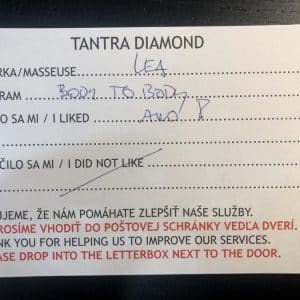 TANTRA DIAMOND
RKA/MASSEUSE LEA
RAM BODY TO BODY
LO SA MI / I LIKED AND
ČILO SA MI / I DID NOT LIKE
UJEME, ŽE NÁM POMÁHATE ZLEPŠIŤ NAŠE SLUŽBY.
ROSÍME VHODIŤ DO POŠTOVEJ SCHRÁNKY VEDĽA DVERÍ.
NK YOU FOR HELPING US TO IMPROVE OUR SERVICES.
ASE DROP INTO THE LETTERBOX NEXT TO THE DOOR.